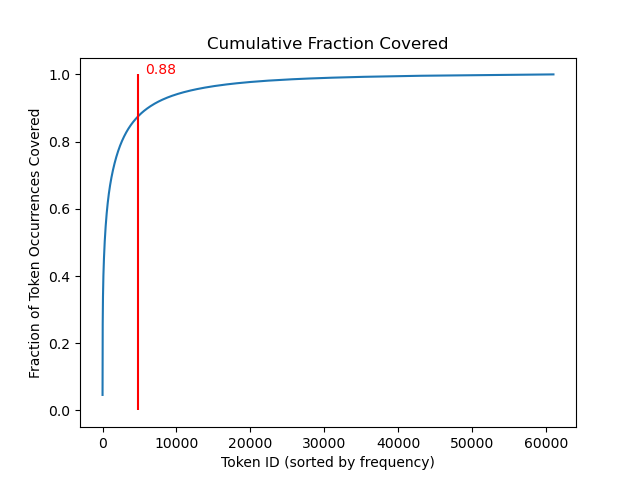 Cumulative Fraction Covered
0.88
Fraction of Token Occurrences Covered
1.0
0.8
0.6
0.4
0.2
0.0
0 10000 20000 30000 40000 50000 60000
Token ID (sorted by frequency)